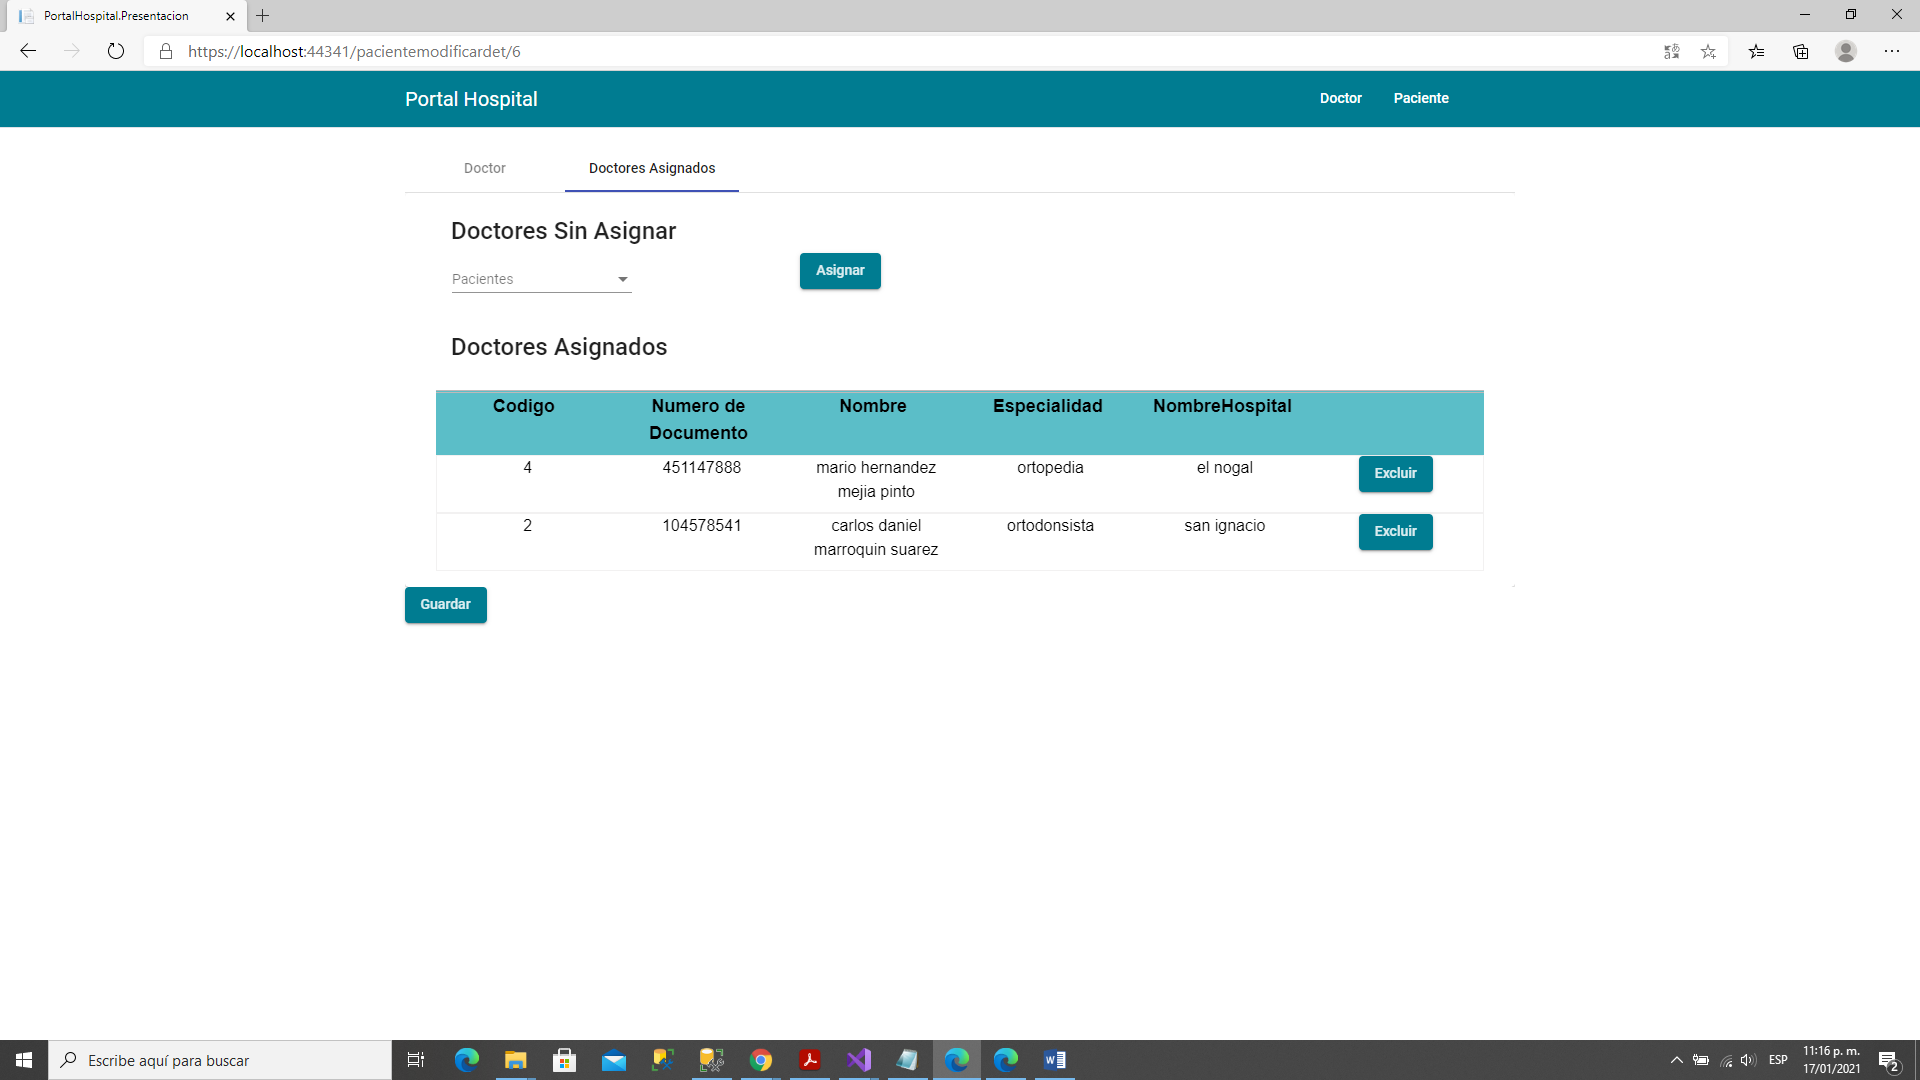 PortalHospital.Presentacion
https://localhost:44341/pacientemodificardet/6
Portal Hospital
Doctor
Paciente
Doctor
Doctores Asignados
Doctores Sin Asignar
Pacientes
Asignar
Doctores Asignados
Codigo
Numero de
Documento
Nombre
Especialidad
NombreHospital
4
451147888
mario hernandez
mejia pinto
ortopedia
el nogal
Excluir
2
104578541
carlos daniel
marroquin suarez
ortodonsista
san ignacio
Excluir
Guardar
Escribe aquí para buscar
ESP
11:16 p. m.
17/01/2021
2